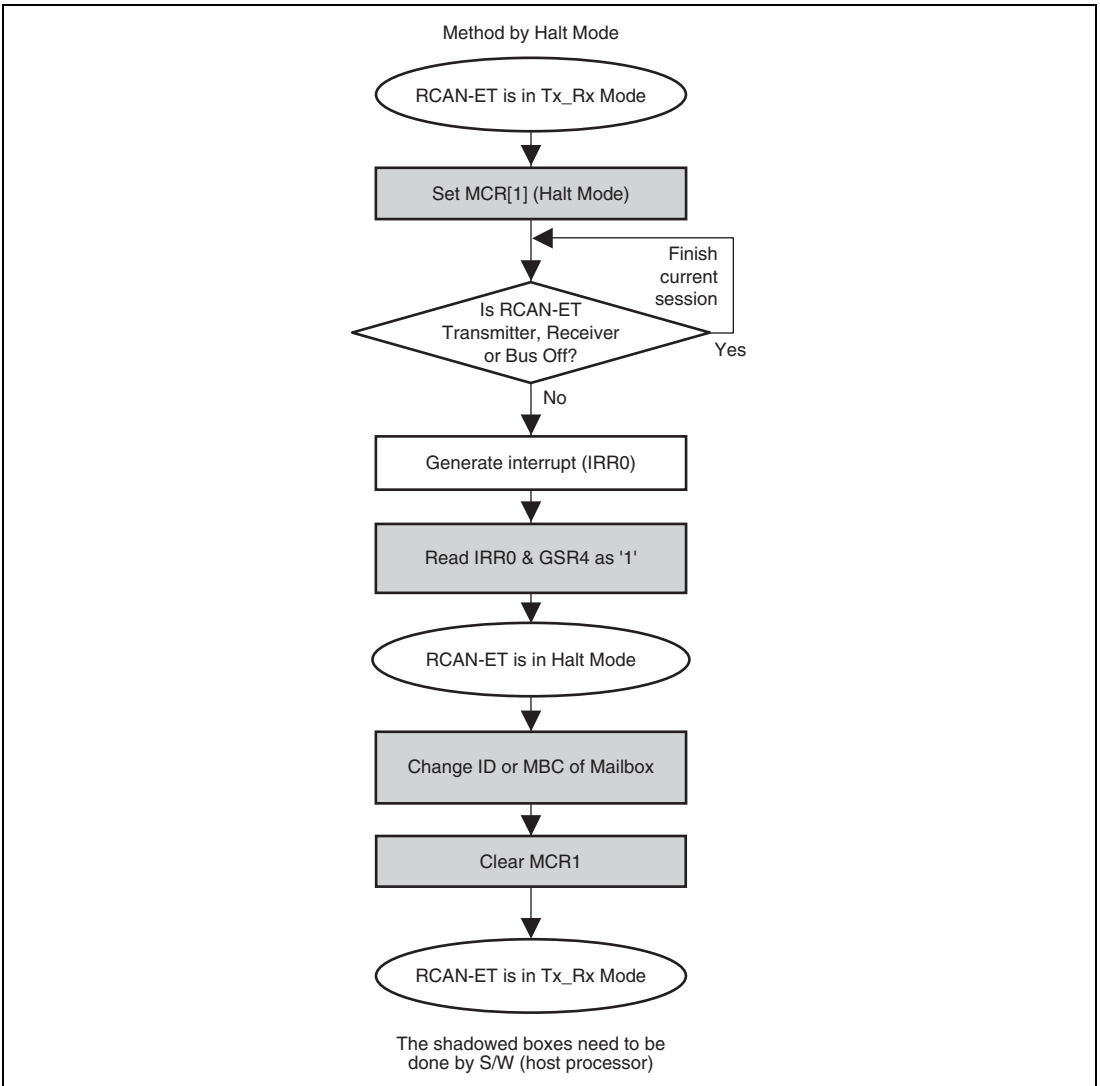 Method by Halt Mode
RCAN-ET is in Tx_Rx Mode
Set MCR[1] (Halt Mode)
Finish
current
session
Is RCAN-ET
Transmitter, Receiver
or Bus Off?
Yes
No
Generate interrupt (IRR0)
Read IRR0 & GSR4 as '1'
RCAN-ET is in Halt Mode
Change ID or MBC of Mailbox
Clear MCR1
RCAN-ET is in Tx_Rx Mode
The shadowed boxes need to be
done by S/W (host processor)